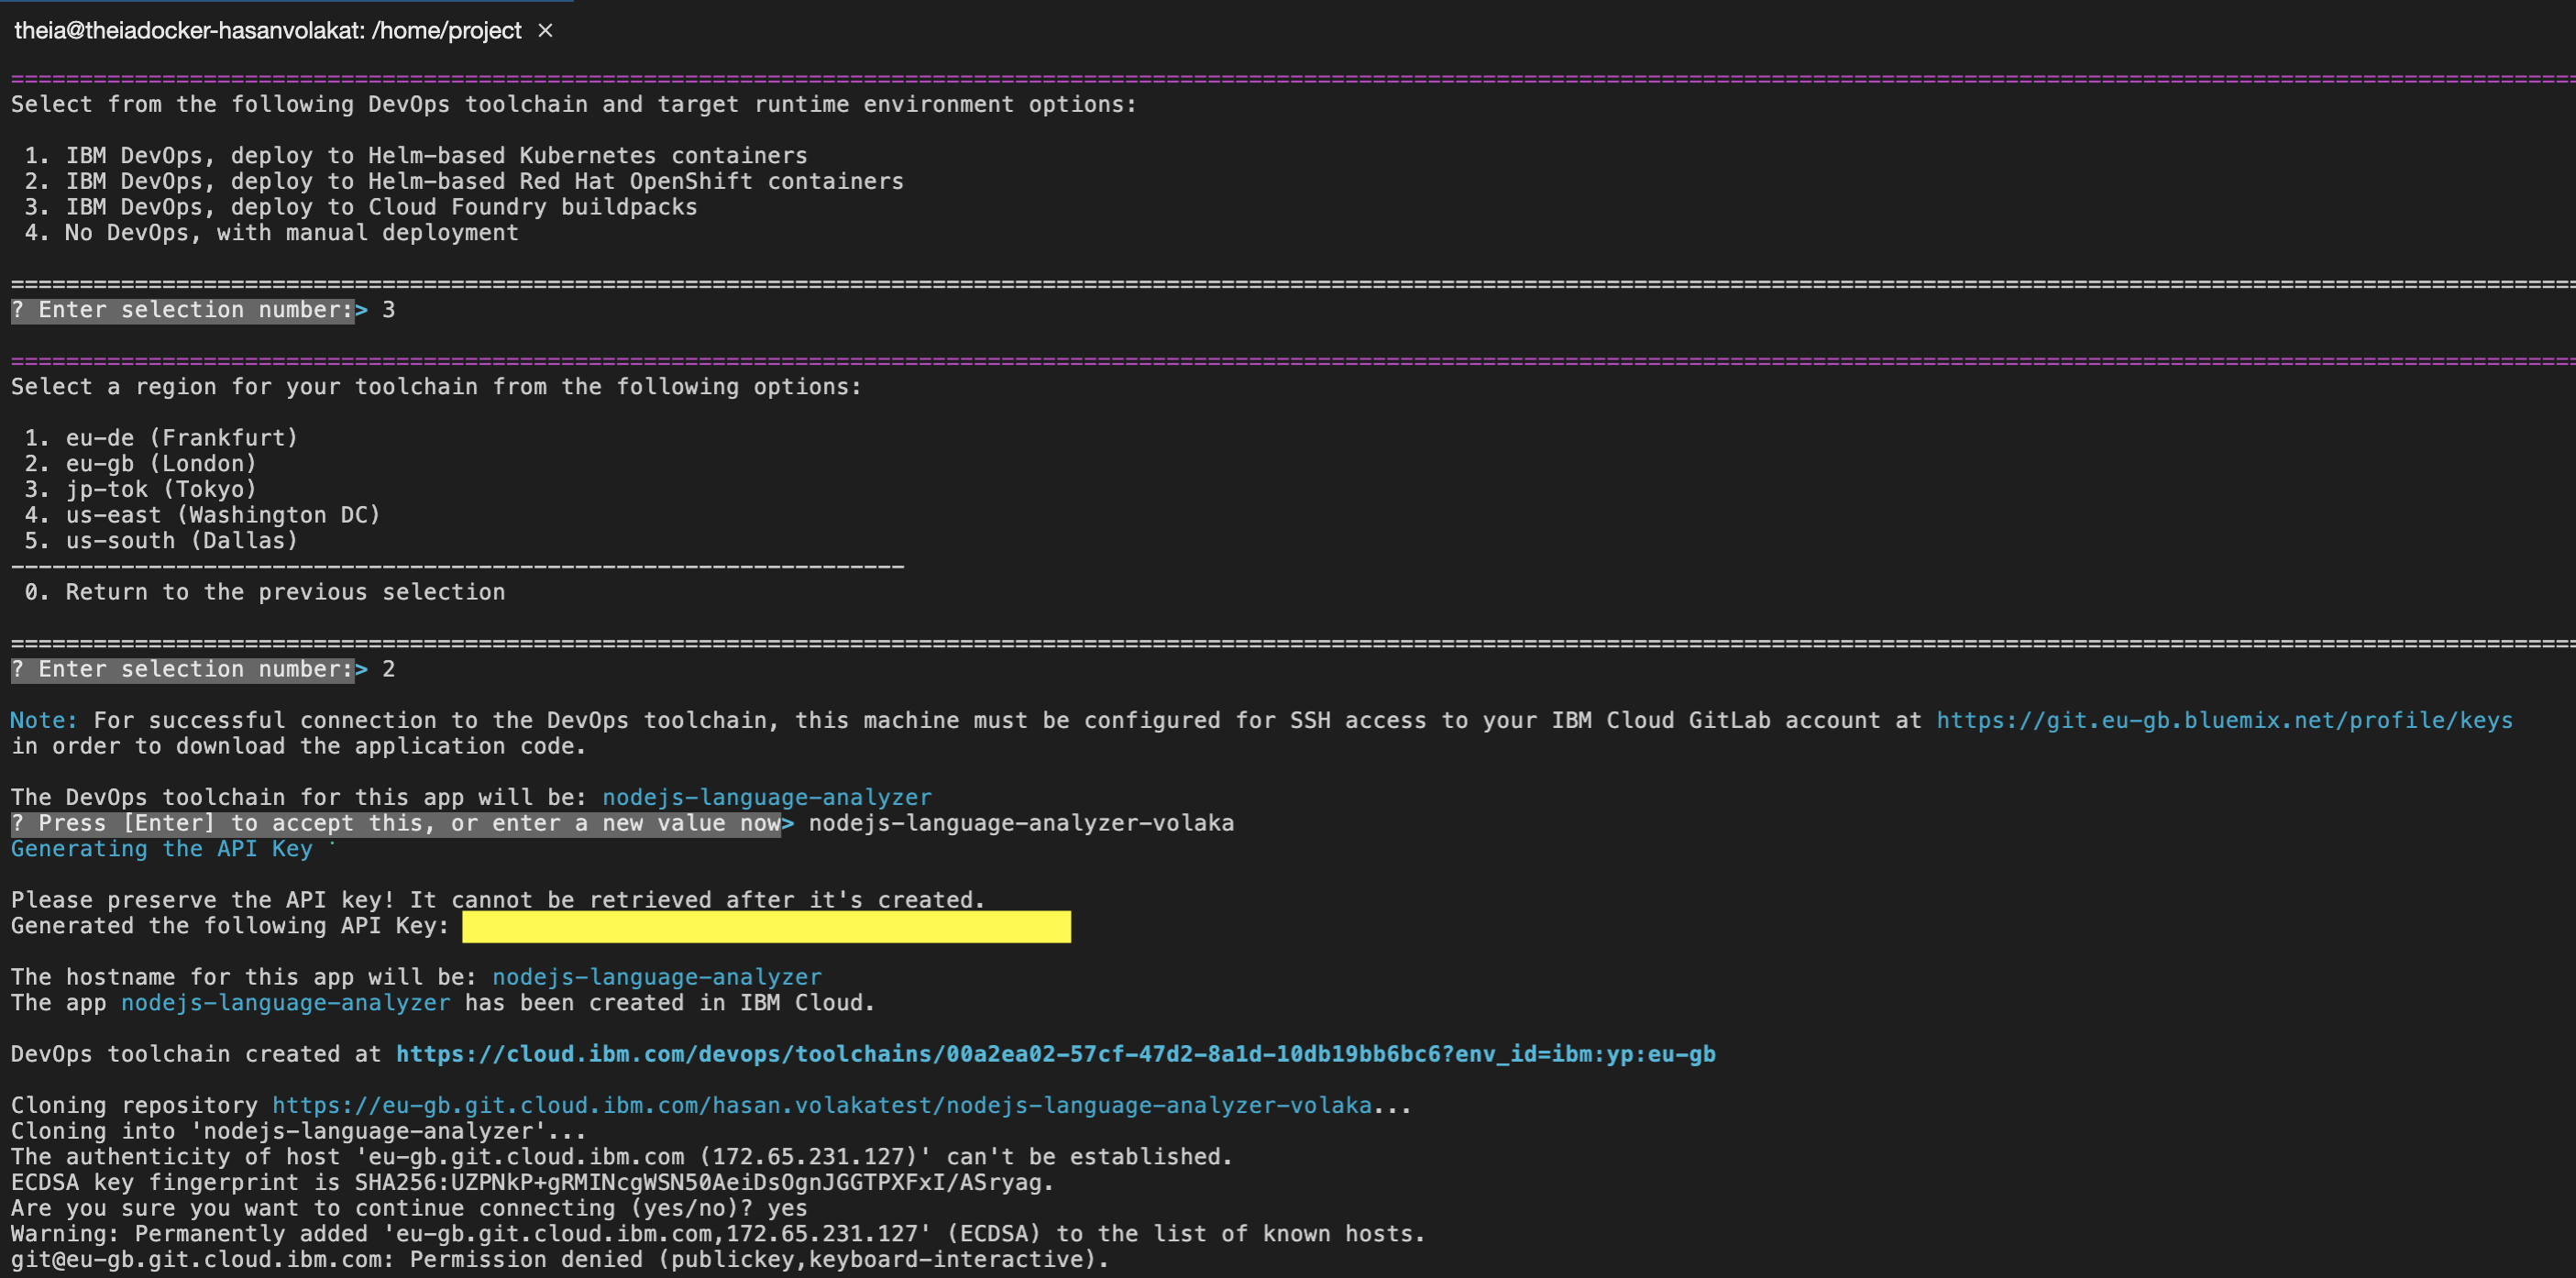 theia@theiadocker-hasanvolakat: /home/project ×
Select from the following DevOps toolchain and target runtime environment options:
1. IBM DevOps, deploy to Helm-based Kubernetes containers
2. IBM DevOps, deploy to Helm-based Red Hat OpenShift containers
3. IBM DevOps, deploy to Cloud Foundry buildpacks
4. No DevOps, with manual deployment
? Enter selection number:> 3
Select a region for your toolchain from the following options:
1. eu-de (Frankfurt)
2. eu-gb (London)
3. jp-tok (Tokyo)
4. us-east (Washington DC)
5. us-south (Dallas)
-----------------------------------------------------------------
0. Return to the previous selection
? Enter selection number:> 2
Note: For successful connection to the DevOps toolchain, this machine must be configured for SSH access to your IBM Cloud GitLab account at https://git.eu-gb.bluemix.net/profile/keys
in order to download the application code.
The DevOps toolchain for this app will be: nodejs-language-analyzer
? Press [Enter] to accept this, or enter a new value now> nodejs-language-analyzer-volaka
Generating the API Key
Please preserve the API key! It cannot be retrieved after it's created.
Generated the following API Key:
The hostname for this app will be: nodejs-language-analyzer
The app nodejs-language-analyzer has been created in IBM Cloud.
DevOps toolchain created at https://cloud.ibm.com/devops/toolchains/00a2ea02-57cf-47d2-8a1d-10db19bb6bc6?env_id=ibm:yp:eu-gb
Cloning repository https://eu-gb.git.cloud.ibm.com/hasan.volakatest/nodejs-language-analyzer-volaka...
Cloning into 'nodejs-language-analyzer'...
The authenticity of host 'eu-gb.git.cloud.ibm.com (172.65.231.127)' can't be established.
ECDSA key fingerprint is SHA256:UZPNkP+gRMINcgWSN50AeiDsOgnJGGTPXFxI/ASryag.
Are you sure you want to continue connecting (yes/no)? yes
Warning: Permanently added 'eu-gb.git.cloud.ibm.com,172.65.231.127' (ECDSA) to the list of known hosts.
git@eu-gb.git.cloud.ibm.com: Permission denied (publickey,keyboard-interactive).